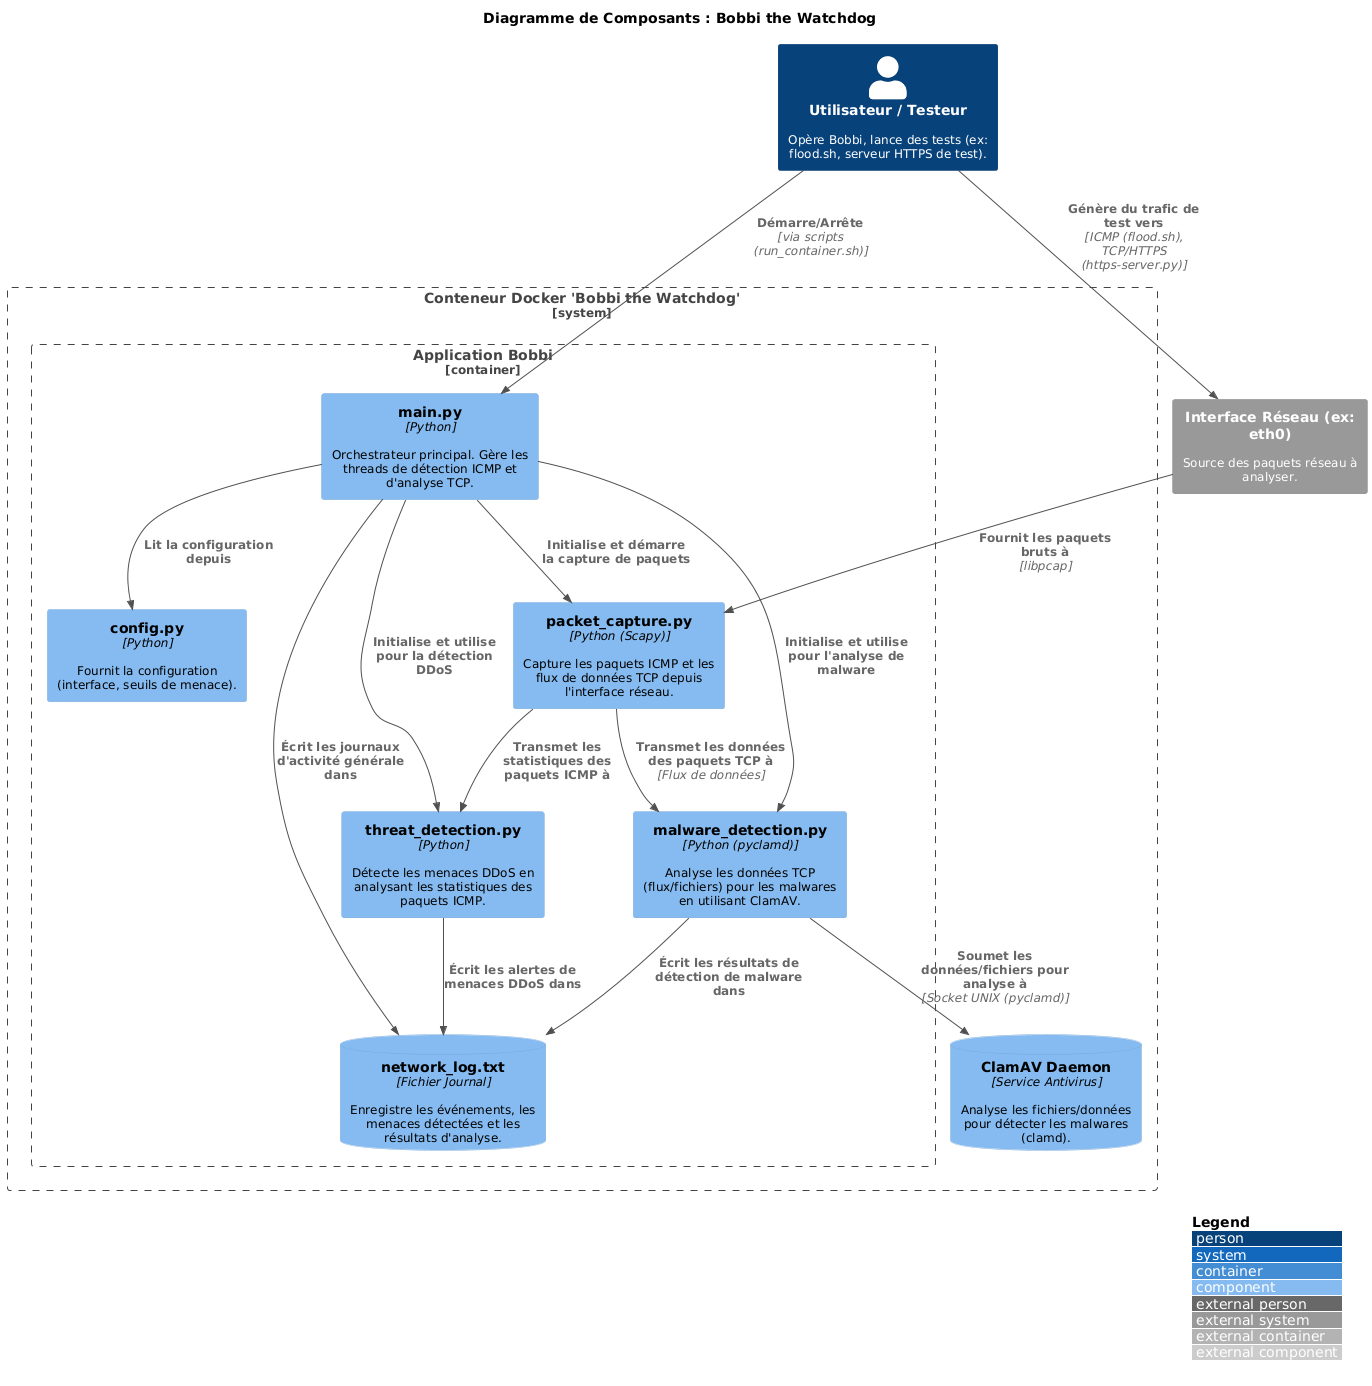 Diagramme de Composants : Bobbi the Watchdog
Utilisateur / Testeur
Opère Bobbi, lance des tests (ex:
flood.sh, serveur HTTPS de test).
Démarre/Arrête
[via scripts
(run_container.sh)]
Génère du trafic de
test vers
[ICMP (flood.sh),
TCP/HTTPS
(https-server.py)]
Conteneur Docker 'Bobbi the Watchdog'
[system]
Application Bobbi
[container]
main.py
[Python]
Orchestrateur principal. Gère les
threads de détection ICMP et
d'analyse TCP.
Interface Réseau (ex:
eth0)
Source des paquets réseau à
analyser.
Lit la configuration
depuis
Initialise et démarre
la capture de paquets
Fournit les paquets
bruts à
[libpcap]
config.py
[Python]
Fournit la configuration
(interface, seuils de menace).
Initialise et utilise
pour la détection
DDoS
packet_capture.py
[Python (Scapy)]
Capture les paquets ICMP et les
flux de données TCP depuis
l'interface réseau.
Initialise et utilise
pour l'analyse de
malware
Écrit les journaux
d'activité générale
dans
Transmet les
statistiques des
paquets ICMP à
Transmet les données
des paquets TCP à
[Flux de données]
threat_detection.py
[Python]
Détecte les menaces DDoS en
analysant les statistiques des
paquets ICMP.
malware_detection.py
[Python (pyclamd)]
Analyse les données TCP
(flux/fichiers) pour les malwares
en utilisant ClamAV.
Écrit les alertes de
menaces DDoS dans
Écrit les résultats de
détection de malware
dans
Soumet les
données/fichiers pour
analyse à
[Socket UNIX (pyclamd)]
network_log.txt
[Fichier Journal]
Enregistre les événements, les
menaces détectées et les
résultats d'analyse.
ClamAV Daemon
[Service Antivirus]
Analyse les fichiers/données
pour détecter les malwares
(clamd).
Legend
person
system
container
component
external person
external system
external container
external component